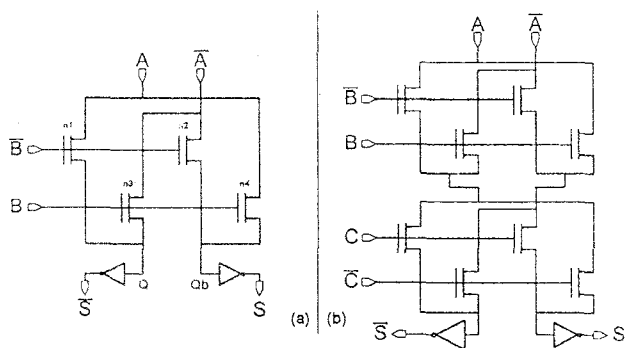 A A̅
n1 n2
B̅
n3 n4
B
Q Qb
S̅ S
(a)
(b)
A A̅
B̅
B
C
C̅
S̅ S